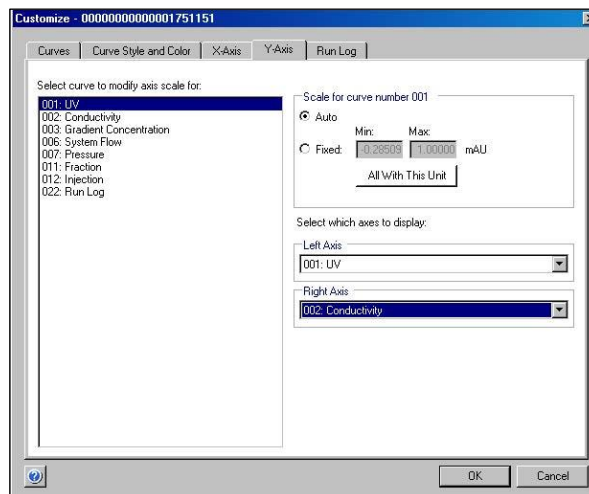 Customize - 00000000000001751151
Curves
Curve Style and Color
X-Axis
Y-Axis
Run Log
Select curve to modify axis scale for:
001: UV
002: Conductivity
003: Gradient Concentration
006: System Flow
007: Pressure
011: Fraction
012: Injection
022: Run Log
Scale for curve number 001
Auto
Min: Max:
Fixed: -0.28509 1.00000 mAU
All With This Unit
Select which axes to display:
Left Axis
001: UV
Right Axis
002: Conductivity
OK Cancel